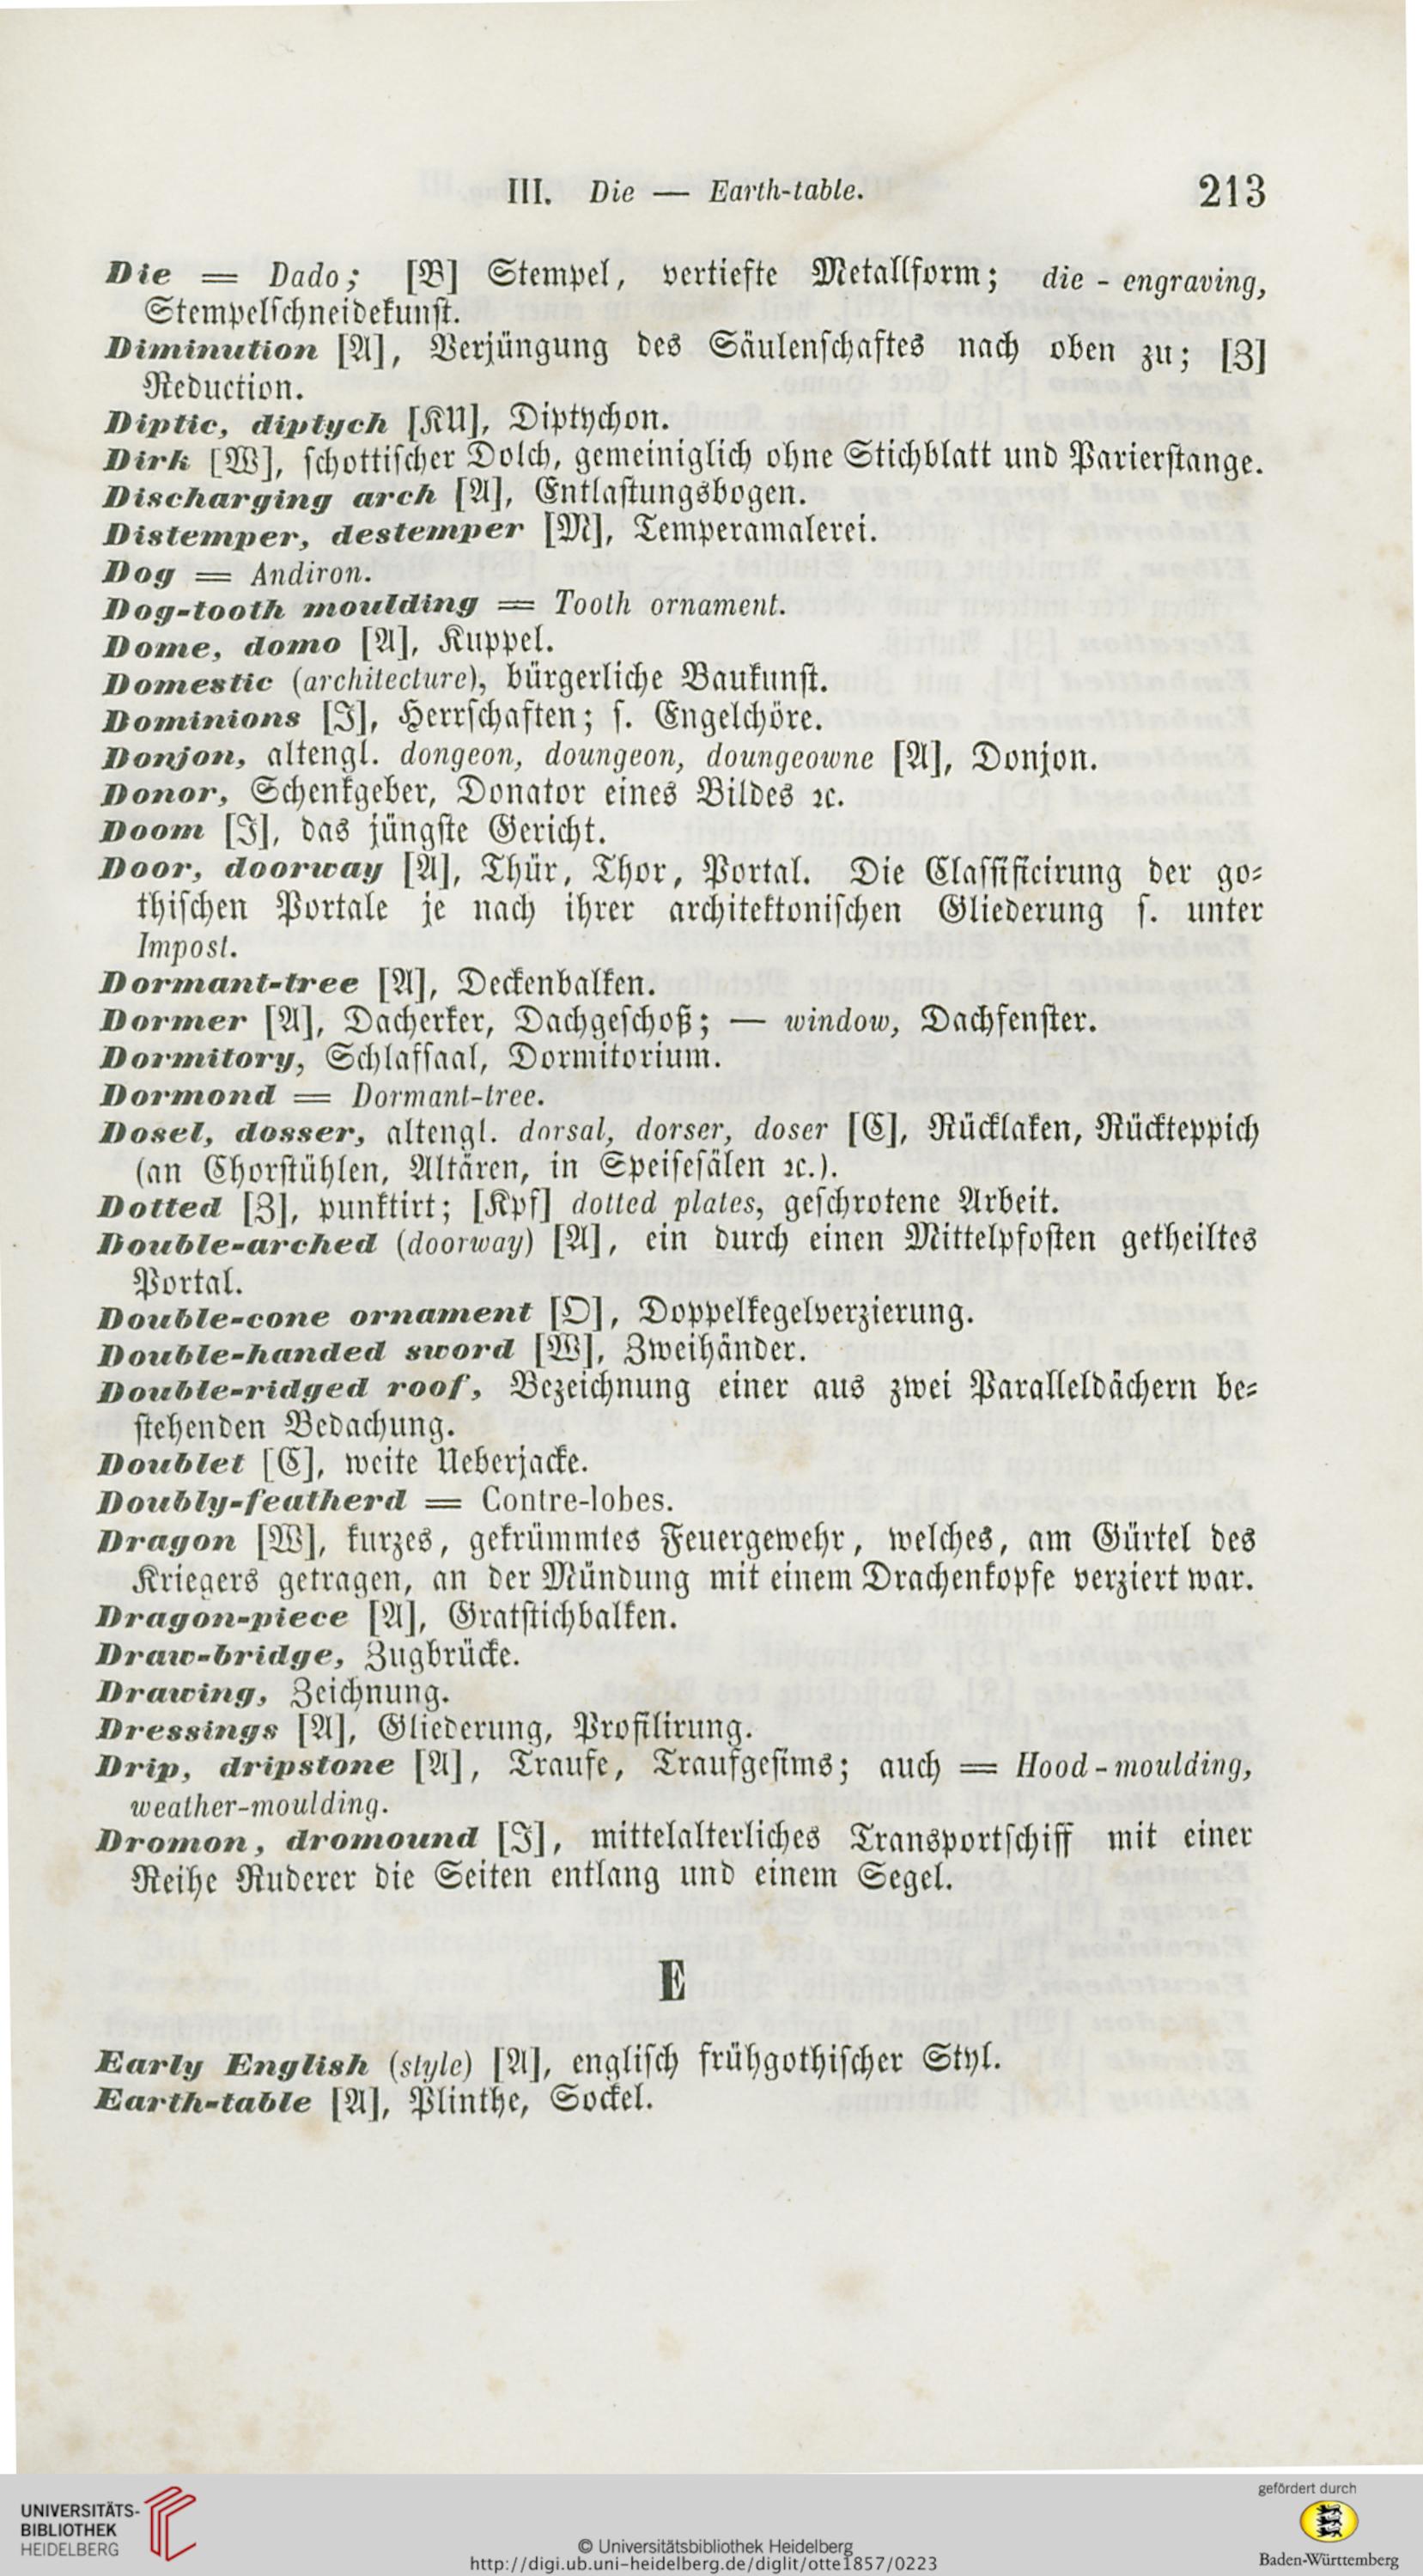 III. Die — Earth-table. 213
Die = Dado; [B] Stempel, vertiefte Metallform; die - engraving,
Stempelschneidekunst.
Diminution [A], Verjüngung des Säulenschaftes nach oben zu; [Z]
Reduction.
Diptic, diptych [KU], Diptychon.
Dirk [W], schottischer Dolch, gemeiniglich ohne Stichblatt und Parierstange.
Discharging arch [A], Entlastungsbogen.
Distemper, destemper [M], Temperamalerei.
Dog = Andiron.
Dog-tooth moulding = Tooth ornament.
Dome, domo [A], Kuppel.
Domestic (architecture), bürgerliche Baukunst.
Dominions [J], Herrschaften; s. Engelchöre.
Donjon, altengl. dongeon, doungeon, doungeowne [A], Donjon.
Donor, Schenkgeber, Donator eines Bildes ꝛc.
Doom [J], das jüngste Gericht.
Door, doorway [A], Thür, Thor, Portal. Die Classificirung der go-
thischen Portale je nach ihrer architektonischen Gliederung s. unter
Impost.
Dormant-tree [A], Deckenbalken.
Dormer [A], Dacherker, Dachgeschoß; — window, Dachfenster.
Dormitory, Schlafsaal, Dormitorium.
Dormond = Dormant-tree.
Dosel, dosser, altengl. dorsal, dorser, doser [C], Rücklaken, Rückteppich
(an Chorstühlen, Altären, in Speisesälen ꝛc.).
Dotted [Z], punktirt; [Kpf] dotted plates, geschrotene Arbeit.
Double-arched (doorway) [A], ein durch einen Mittelpfosten getheiltes
Portal.
Double-cone ornament [O], Doppelkegelverzierung.
Double-handed sword [W], Zweihänder.
Double-ridged roof, Bezeichnung einer aus zwei Paralleldächern be-
stehenden Bedachung.
Doublet [C], weite Ueberjacke.
Doubly-featherd = Contre-lobes.
Dragon [W], kurzes, gekrümmtes Feuergewehr, welches, am Gürtel des
Kriegers getragen, an der Mündung mit einem Drachenkopfe verziert war.
Dragon-piece [A], Gratstichbalken.
Draw-bridge, Zugbrücke.
Drawing, Zeichnung.
Dressings [A], Gliederung, Profilirung.
Drip, dripstone [A], Traufe, Traufgesims; auch = Hood - moulding,
weather-moulding.
Dromon, dromound [J], mittelalterliches Transportschiff mit einer
Reihe Ruderer die Seiten entlang und einem Segel.
E
Early English (style) [A], englisch frühgothischer Styl.
Earth-table [A], Plinthe, Sockel.
UNIVERSITÄTS-
BIBLIOTHEK
HEIDELBERG
© Universitätsbibliothek Heidelberg
http://digi.ub.uni-heidelberg.de/diglit/otte1857/0223
gefördert durch
Baden-Württemberg